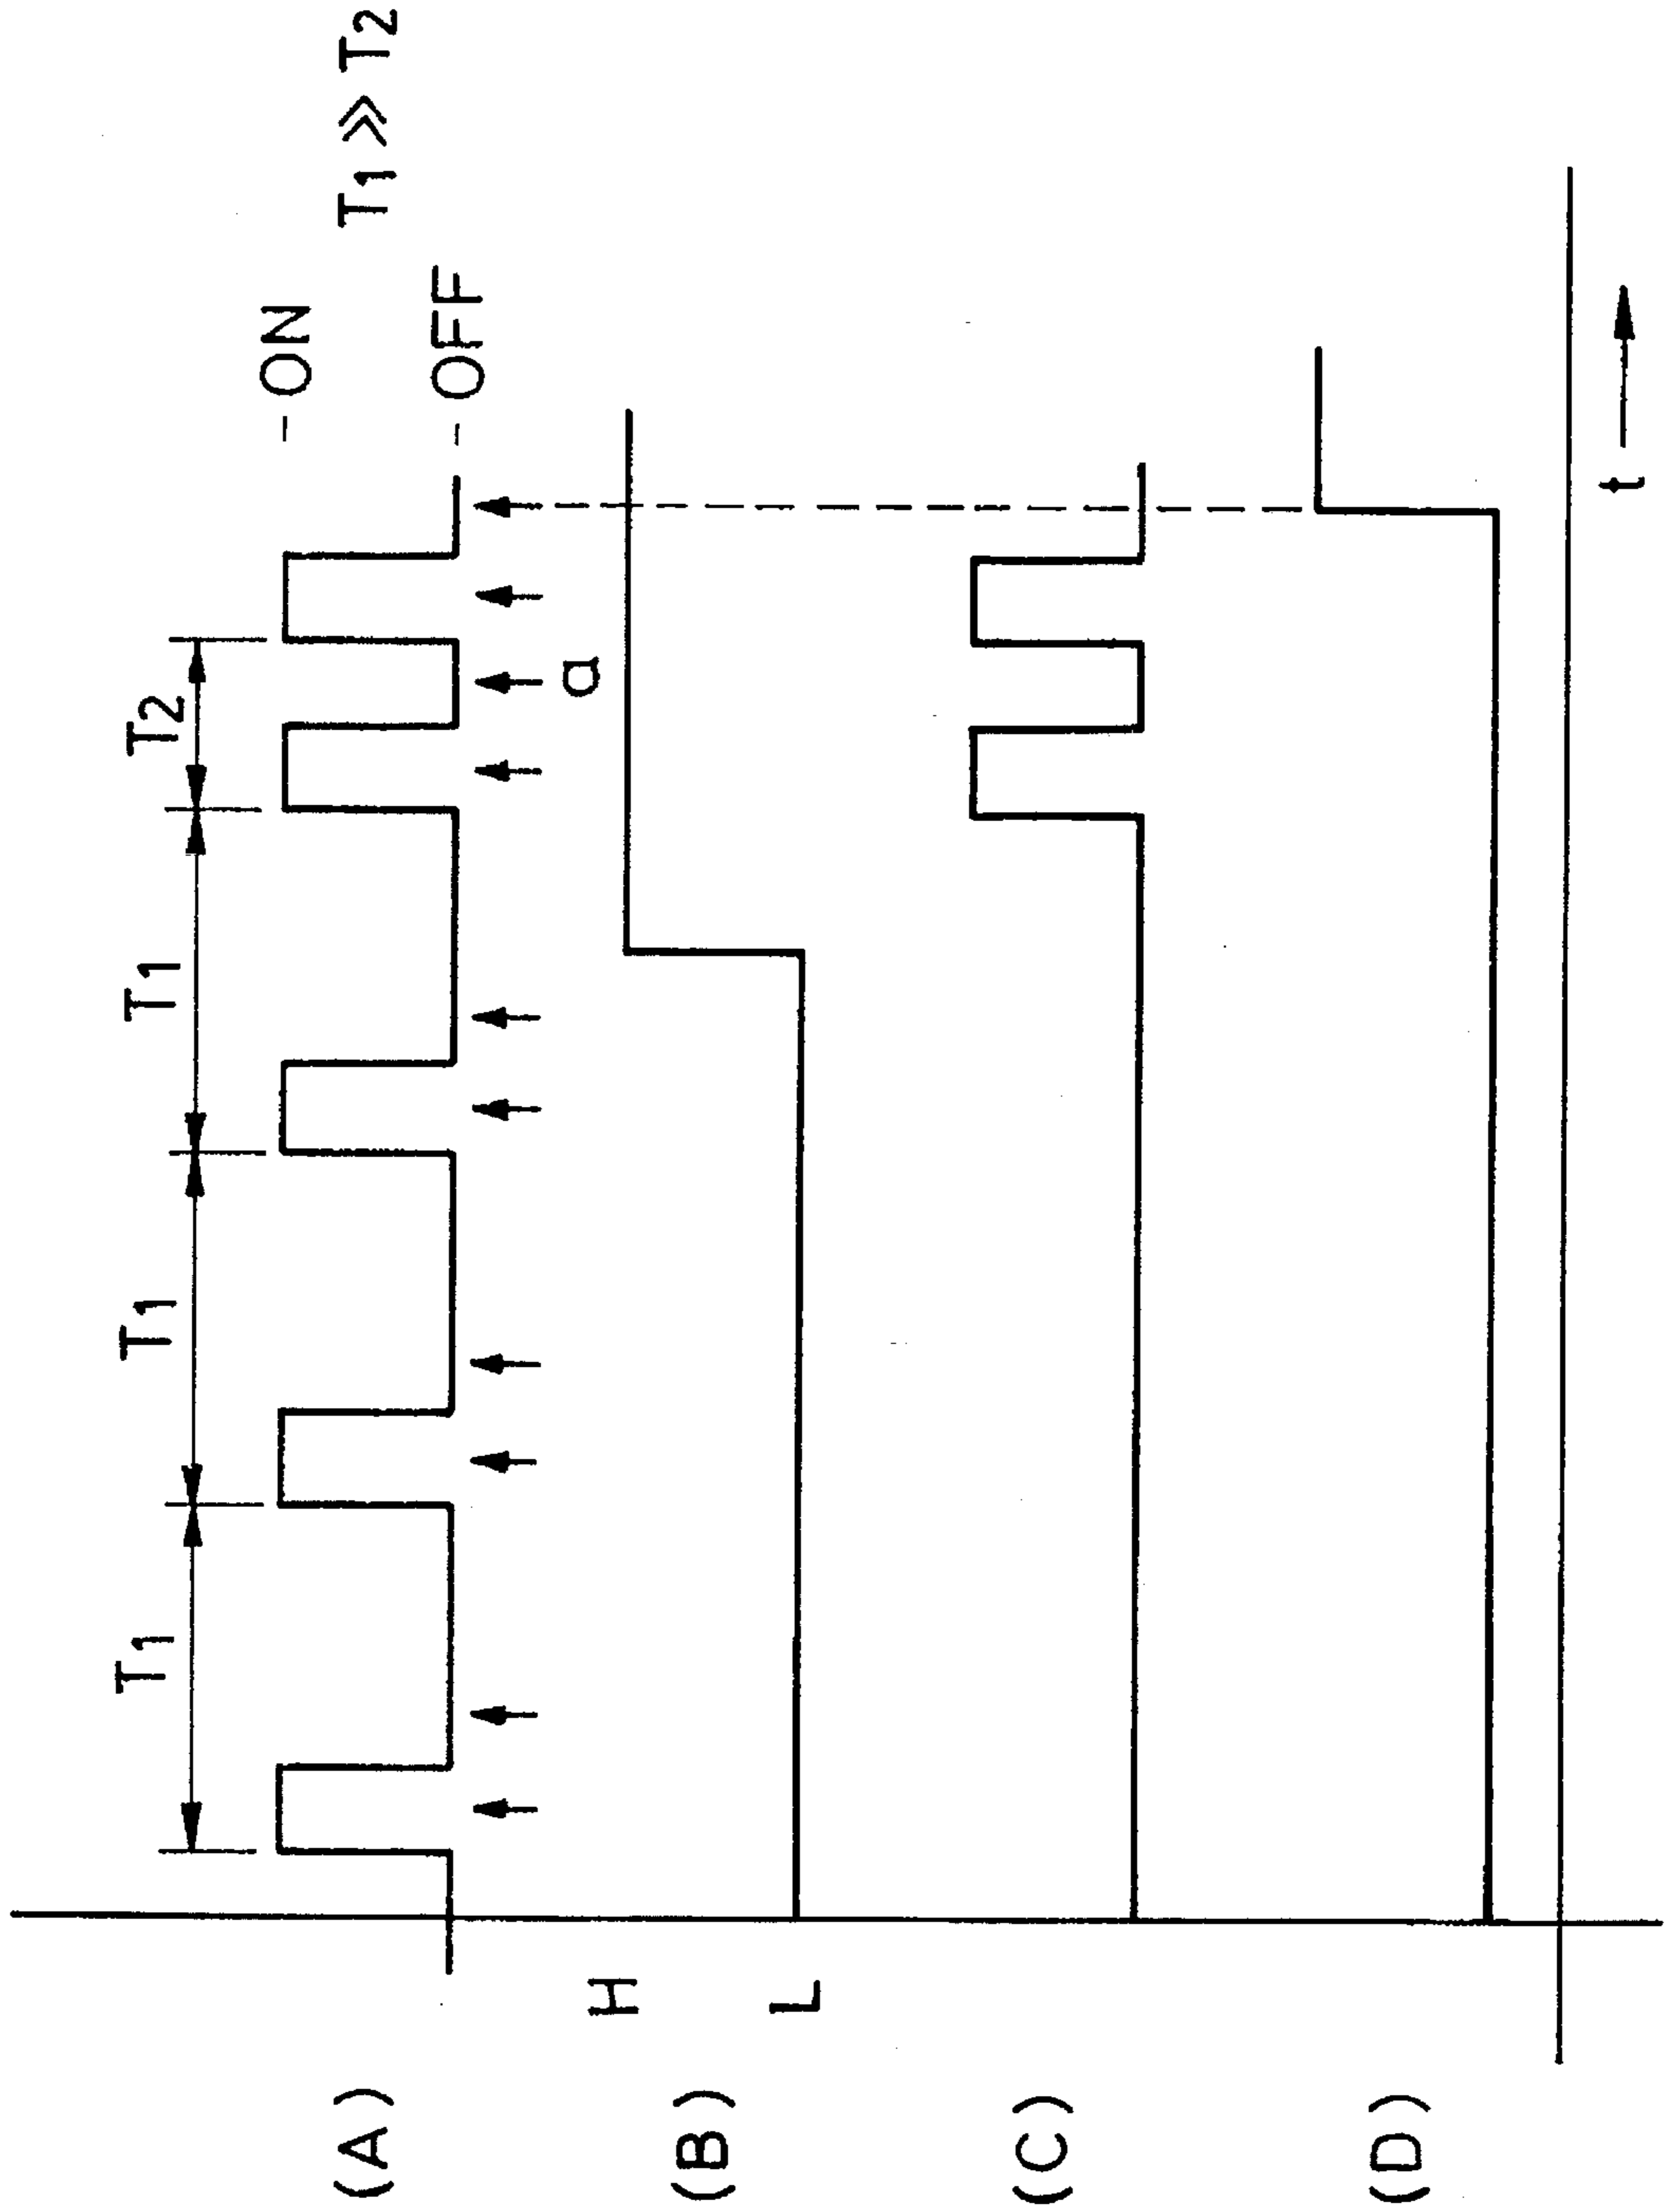 T1 T1 T1 T2
(A)
- ON
T1 ≫ T2
- OFF
a
(B)
H
L
(C)
(D)
t